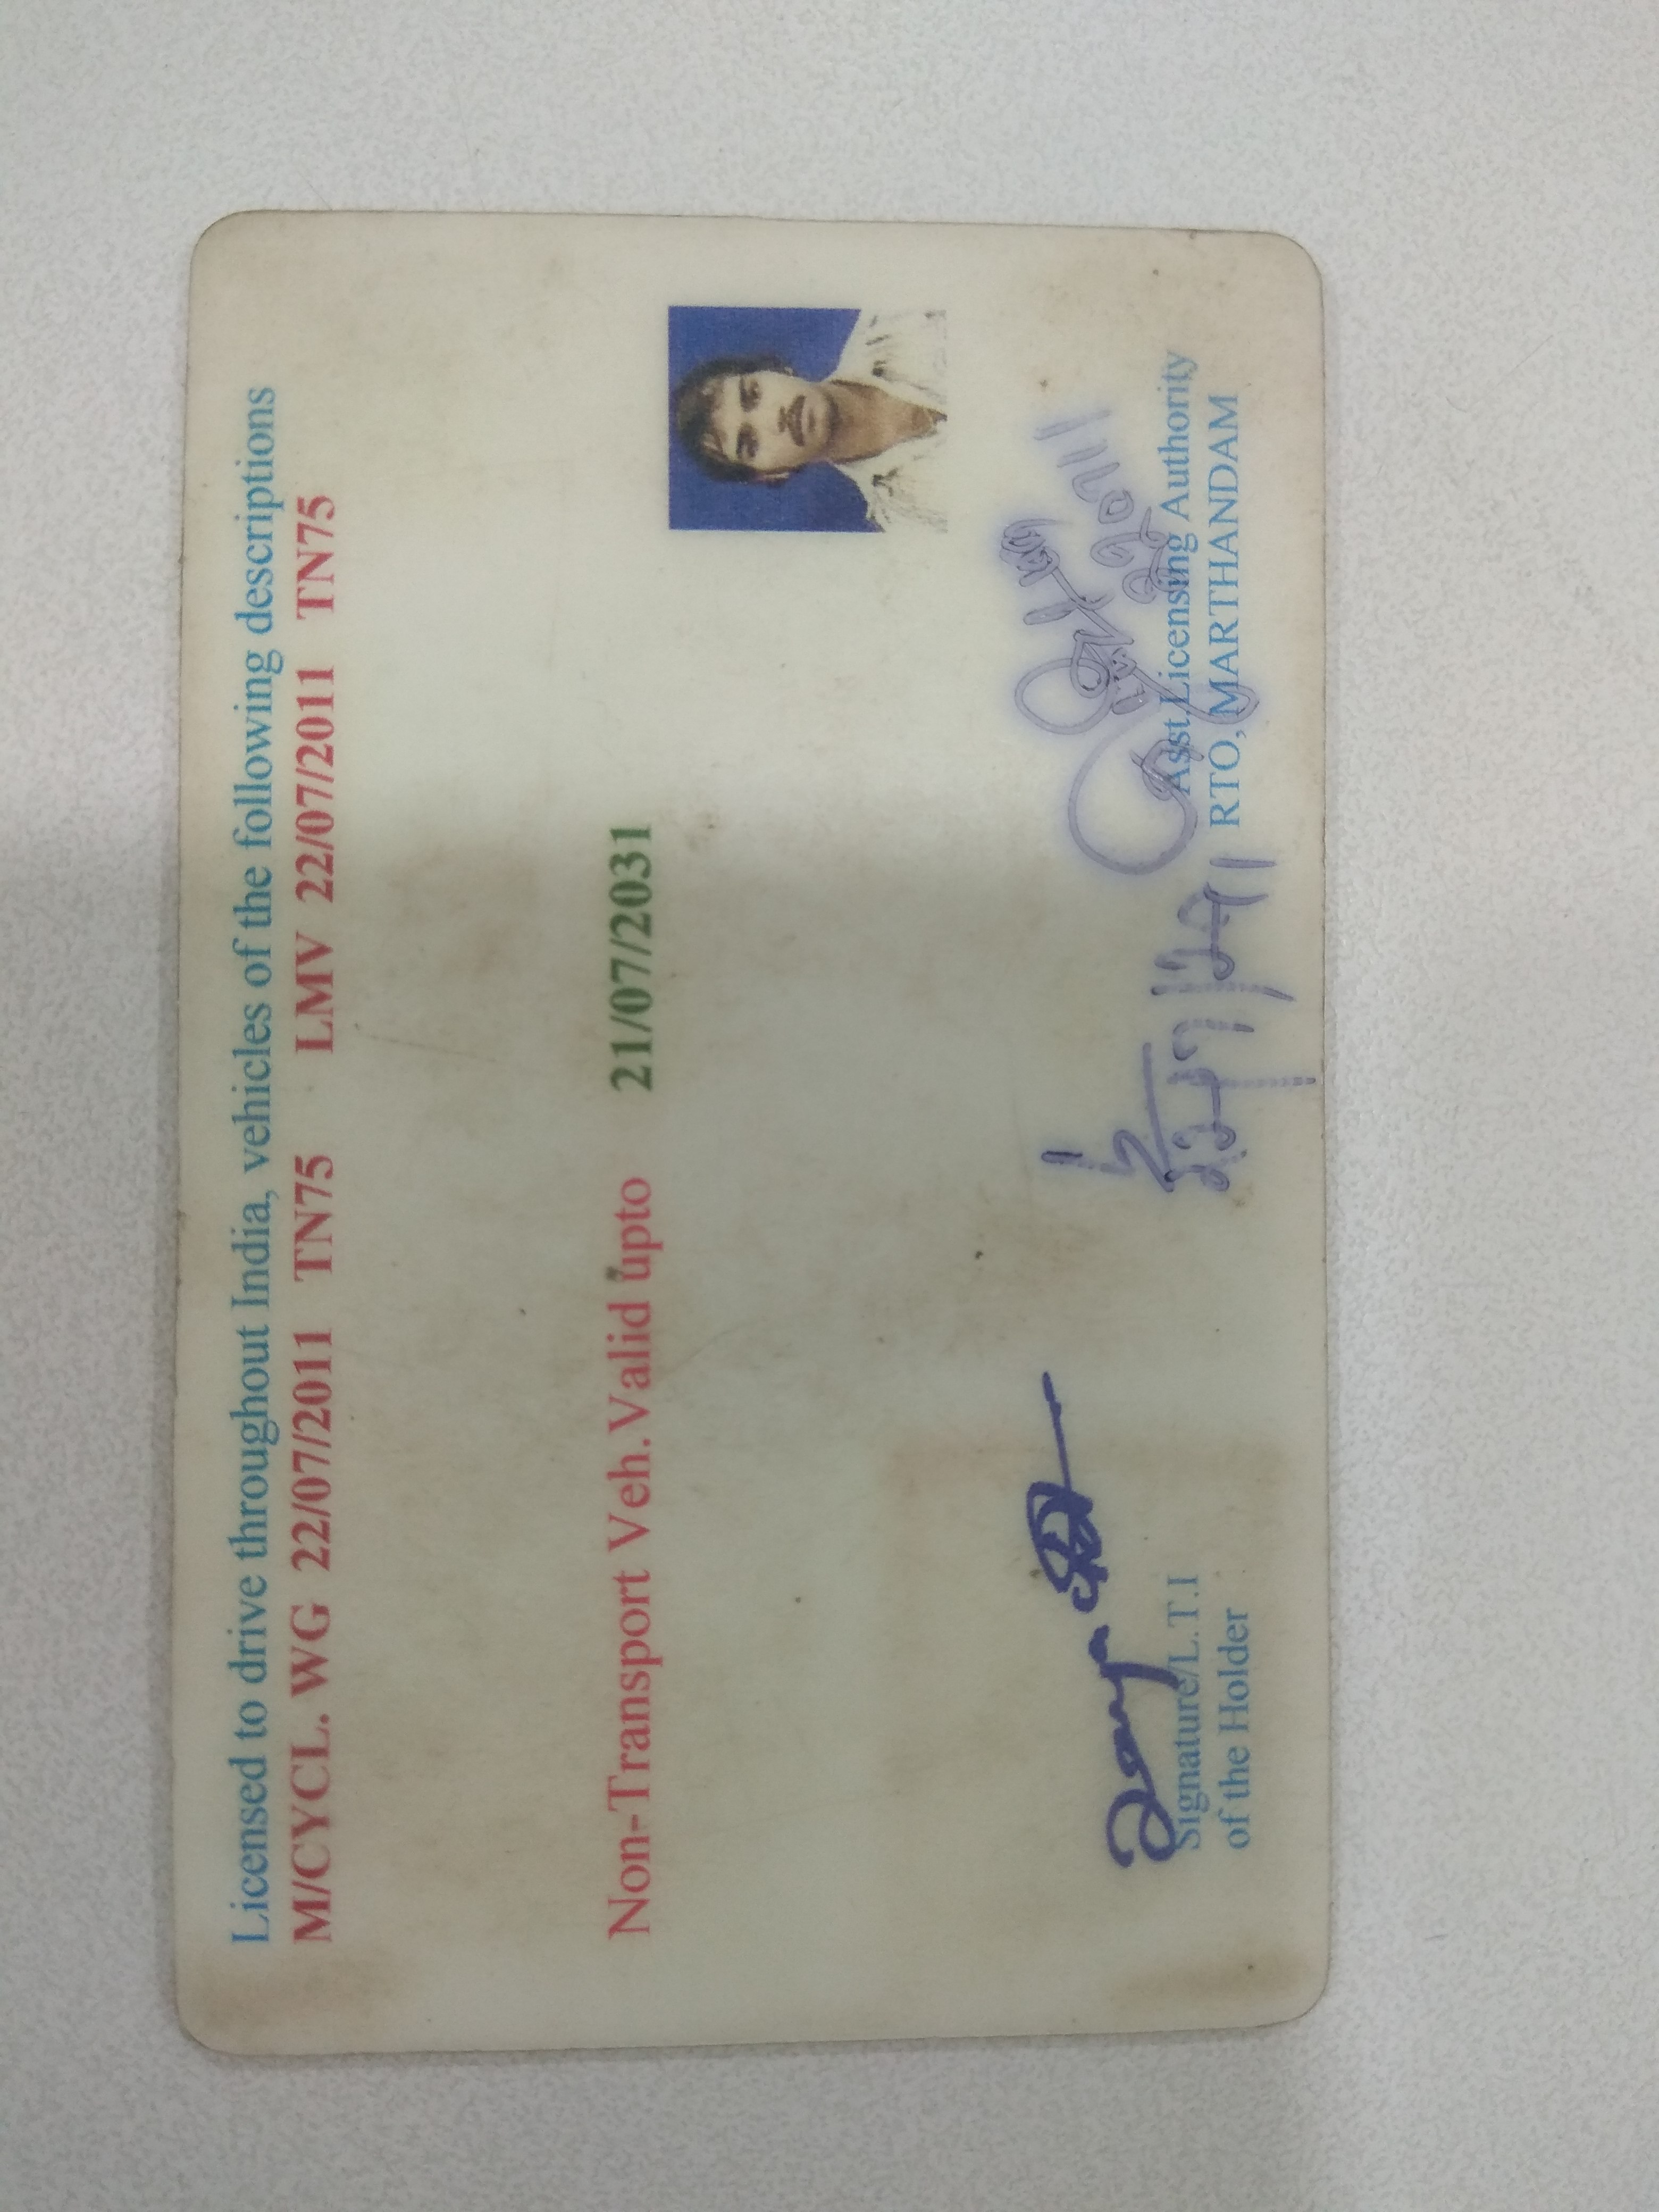 Licensed to drive throughout India, vehicles of the following descriptions
M/CYCL. WG 22/07/2011 TN75 LMV 22/07/2011 TN75
Non-Transport Veh.Valid upto 21/07/2031
Signature/L.T.I
of the Holder
Asst.Licensing Authority
RTO, MARTHANDAM